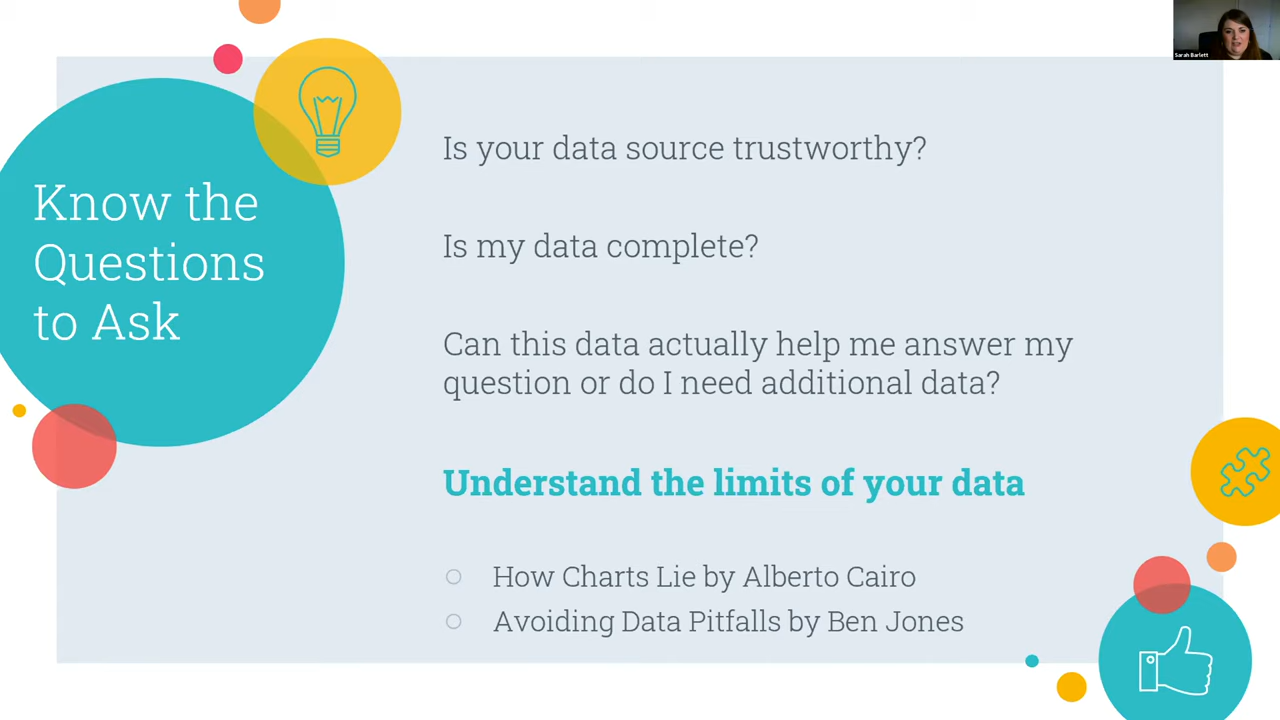 Sarah Barlett
Know the
Questions
to Ask
Is your data source trustworthy?
Is my data complete?
Can this data actually help me answer my
question or do I need additional data?
Understand the limits of your data
How Charts Lie by Alberto Cairo
Avoiding Data Pitfalls by Ben Jones